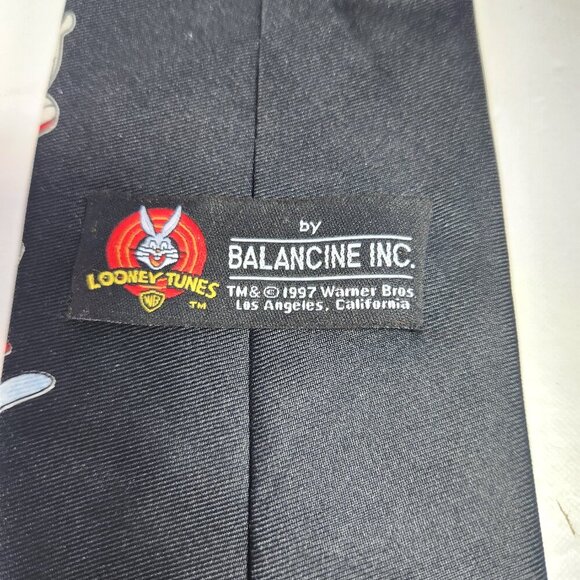 LOONEY TUNES
WB
TM
by
BALANCINE INC.
TM & © 1997 Warner Bros
Los Angeles, California